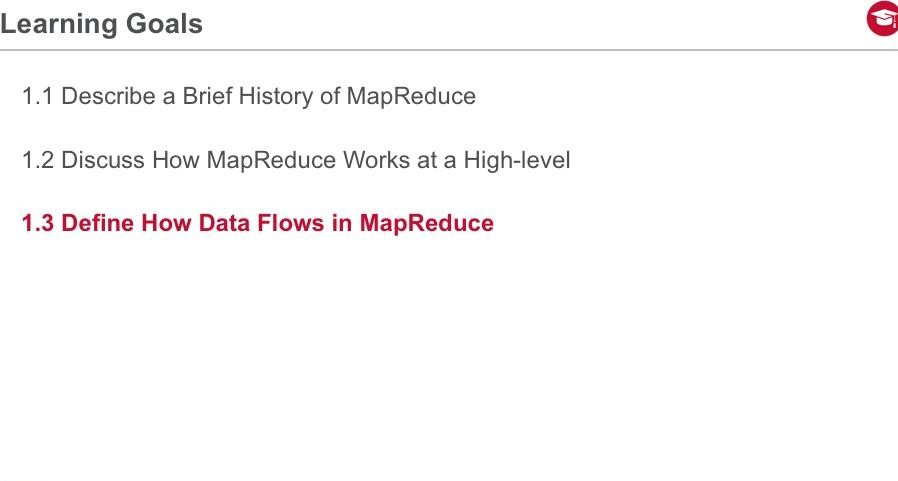 Learning Goals
1.1 Describe a Brief History of MapReduce
1.2 Discuss How MapReduce Works at a High-level
1.3 Define How Data Flows in MapReduce